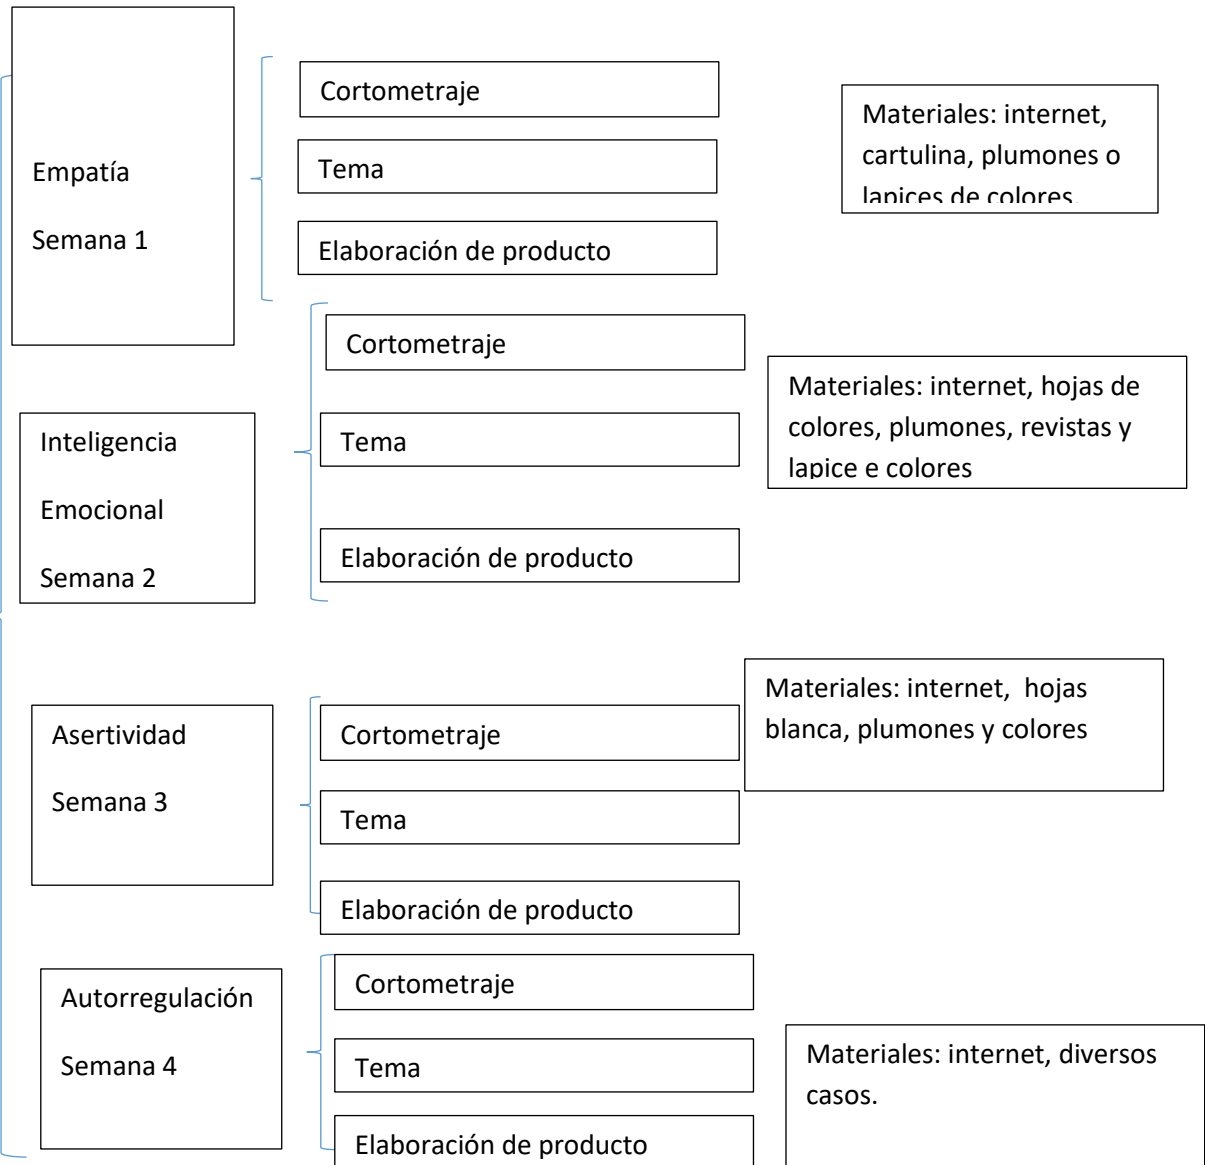 Empatía
Semana 1
Cortometraje
Tema
Elaboración de producto
Materiales: internet,
cartulina, plumones o
lapices de colores.
Inteligencia
Emocional
Semana 2
Cortometraje
Tema
Elaboración de producto
Materiales: internet, hojas de
colores, plumones, revistas y
lapice e colores
Asertividad
Semana 3
Cortometraje
Tema
Elaboración de producto
Materiales: internet,  hojas
blanca, plumones y colores
Autorregulación
Semana 4
Cortometraje
Tema
Elaboración de producto
Materiales: internet, diversos
casos.